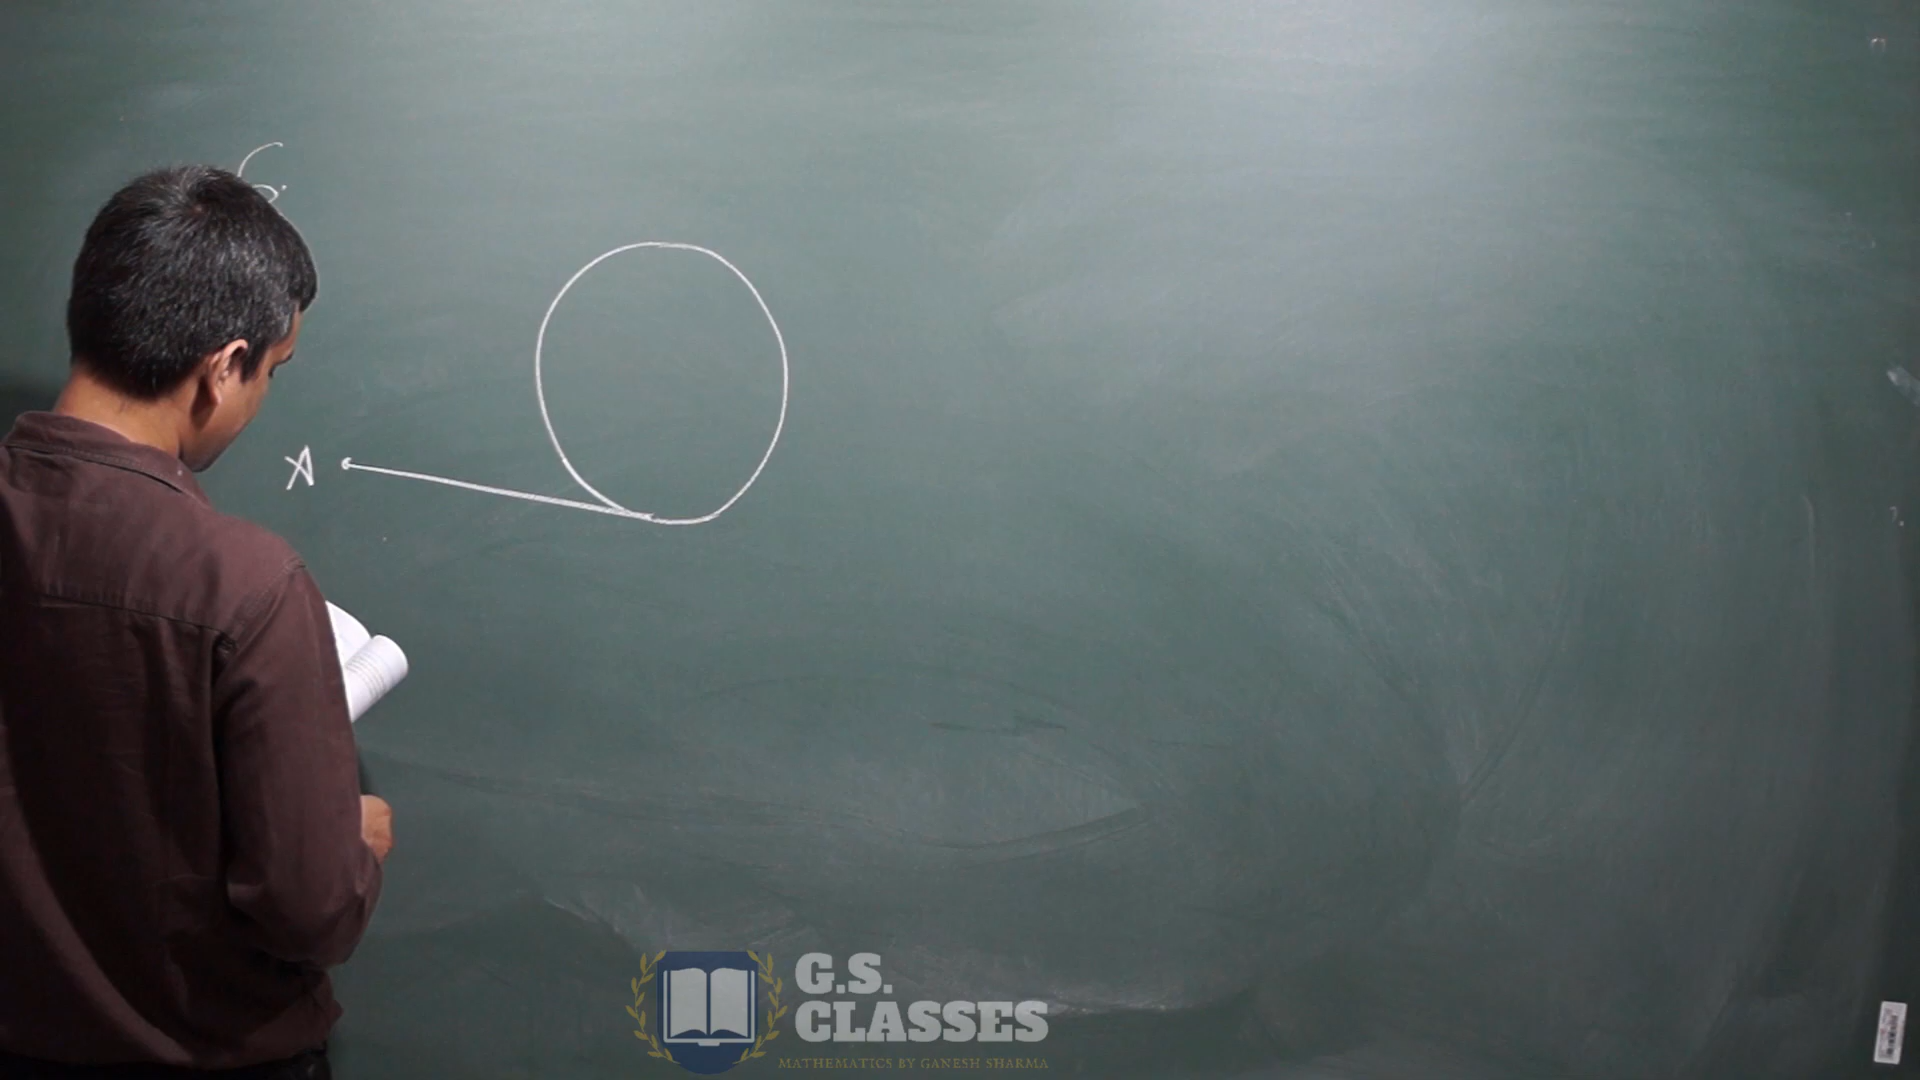 A
G.S.
CLASSES
MATHEMATICS BY GANESH SHARMA